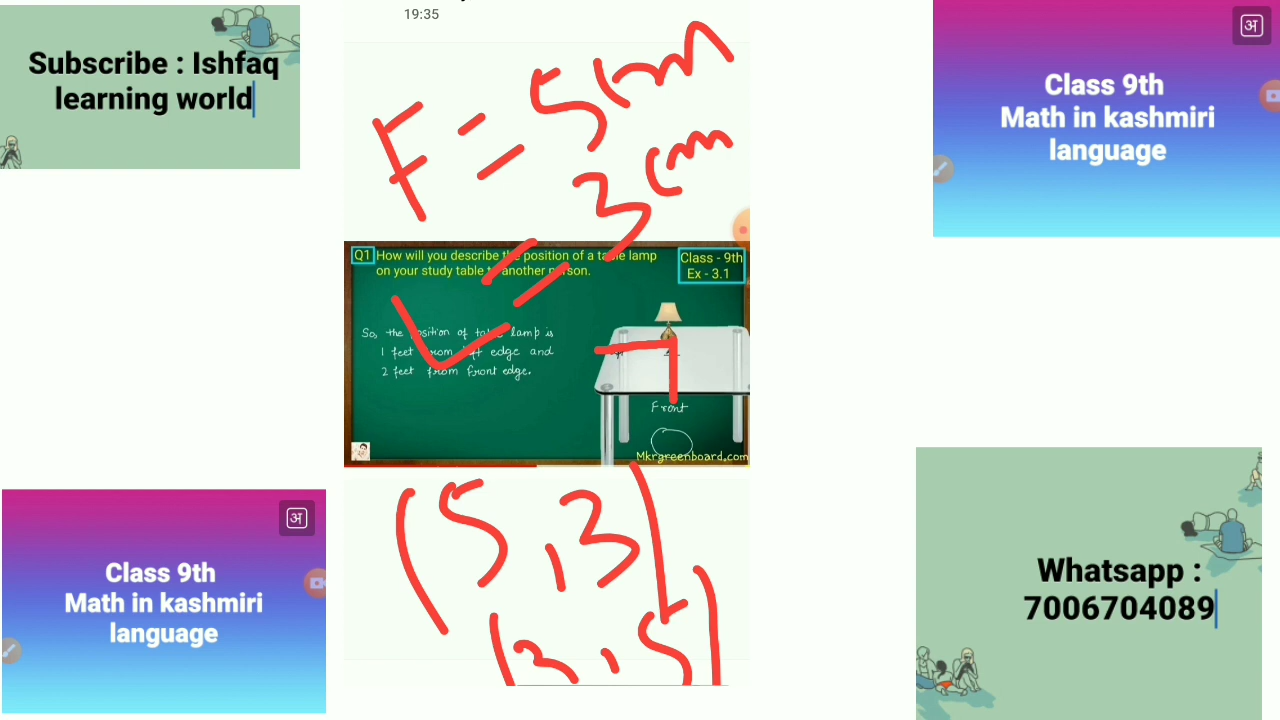 Subscribe : Ishfaq
learning world
19:35
F = 5cm
L = 3cm
Class 9th
Math in kashmiri
language
अ
Q1 How will you describe the position of a table lamp
on your study table to another person.
Class - 9th
Ex - 3.1
So, the position of table lamp is
1 feet from left edge and
2 feet from front edge.
Front
Mkrgreenboard.com
(5,3)
(3,5)
अ
Class 9th
Math in kashmiri
language
Whatsapp :
7006704089